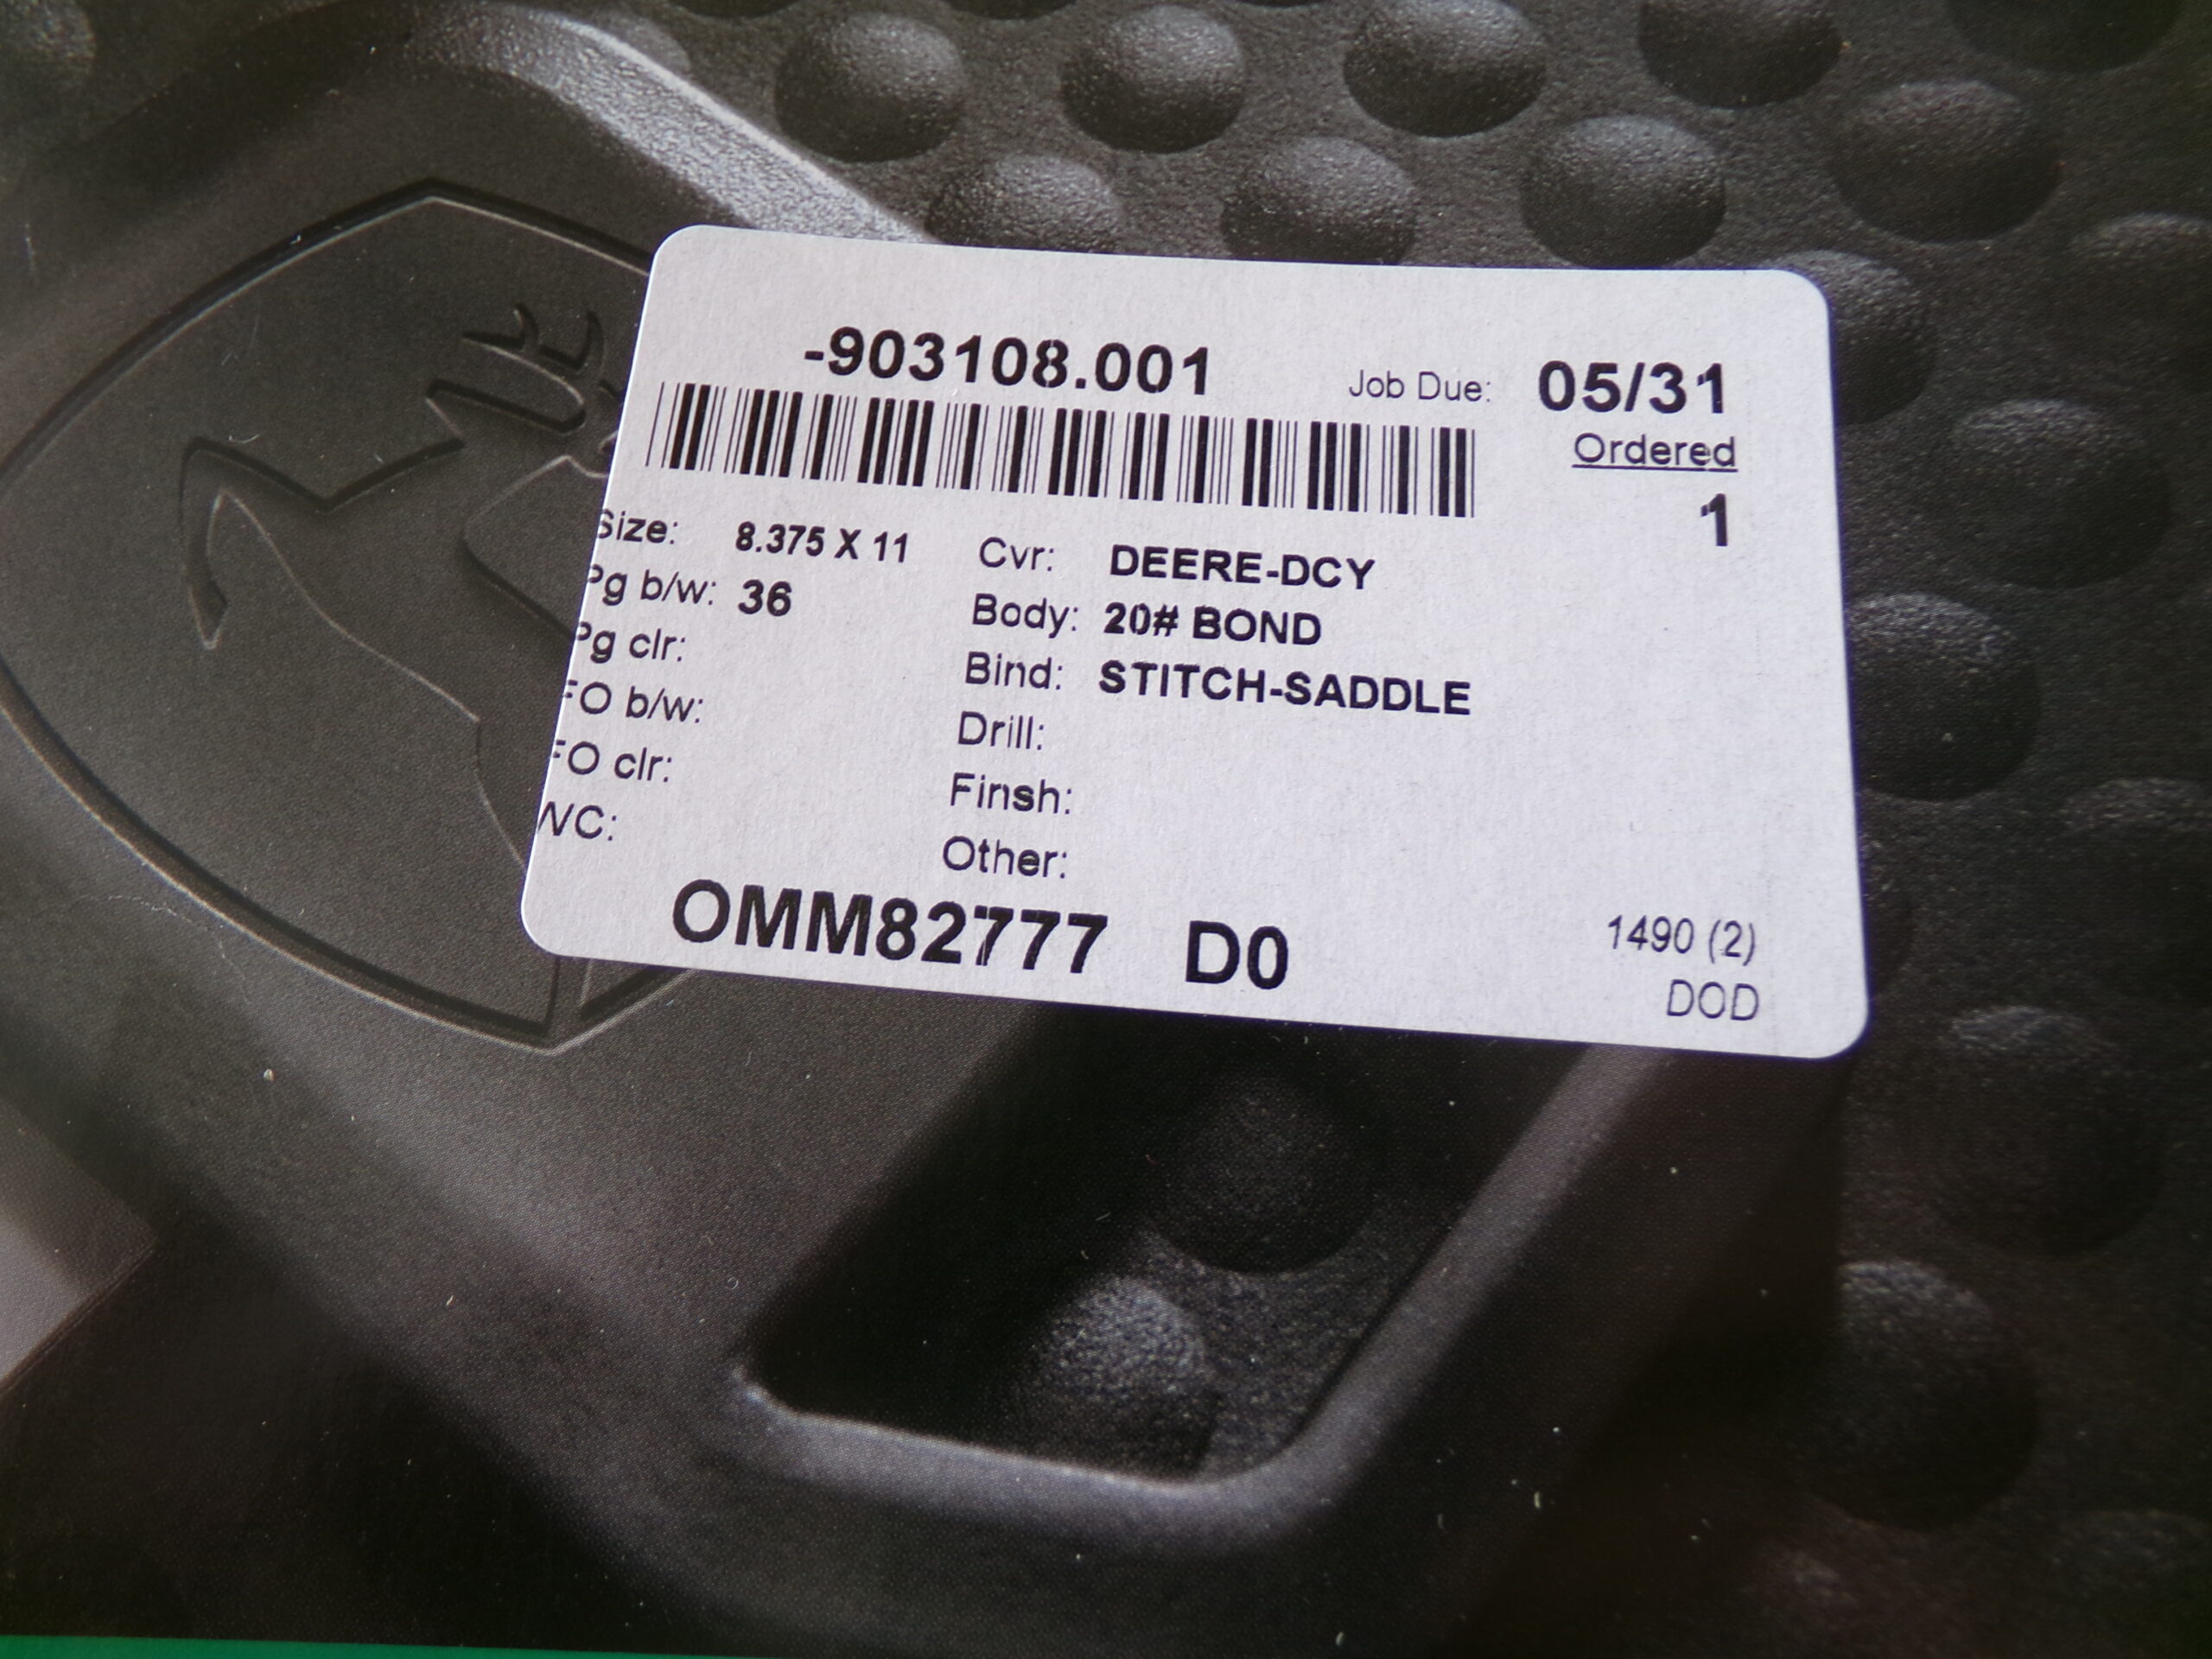 -903108.001 Job Due: 05/31
Ordered
1
Size: 8.375 X 11 Cvr: DEERE-DCY
Pg b/w: 36 Body: 20# BOND
Pg clr: Bind: STITCH-SADDLE
FO b/w: Drill:
FO clr: Finsh:
WC: Other:
OMM82777 D0 1490 (2)
DOD